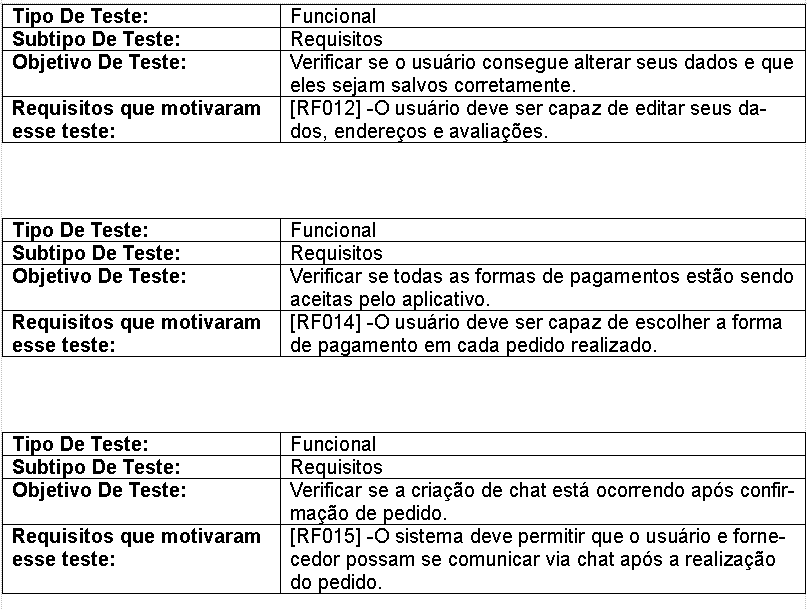 Tipo De Teste: Funcional
Subtipo De Teste: Requisitos
Objetivo De Teste: Verificar se o usuário consegue alterar seus dados e que
eles sejam salvos corretamente.
Requisitos que motivaram [RF012] -O usuário deve ser capaz de editar seus da-
esse teste: dos, endereços e avaliações.
Tipo De Teste: Funcional
Subtipo De Teste: Requisitos
Objetivo De Teste: Verificar se todas as formas de pagamentos estão sendo
aceitas pelo aplicativo.
Requisitos que motivaram [RF014] -O usuário deve ser capaz de escolher a forma
esse teste: de pagamento em cada pedido realizado.
Tipo De Teste: Funcional
Subtipo De Teste: Requisitos
Objetivo De Teste: Verificar se a criação de chat está ocorrendo após confir-
mação de pedido.
Requisitos que motivaram [RF015] -O sistema deve permitir que o usuário e forne-
esse teste: cedor possam se comunicar via chat após a realização
do pedido.